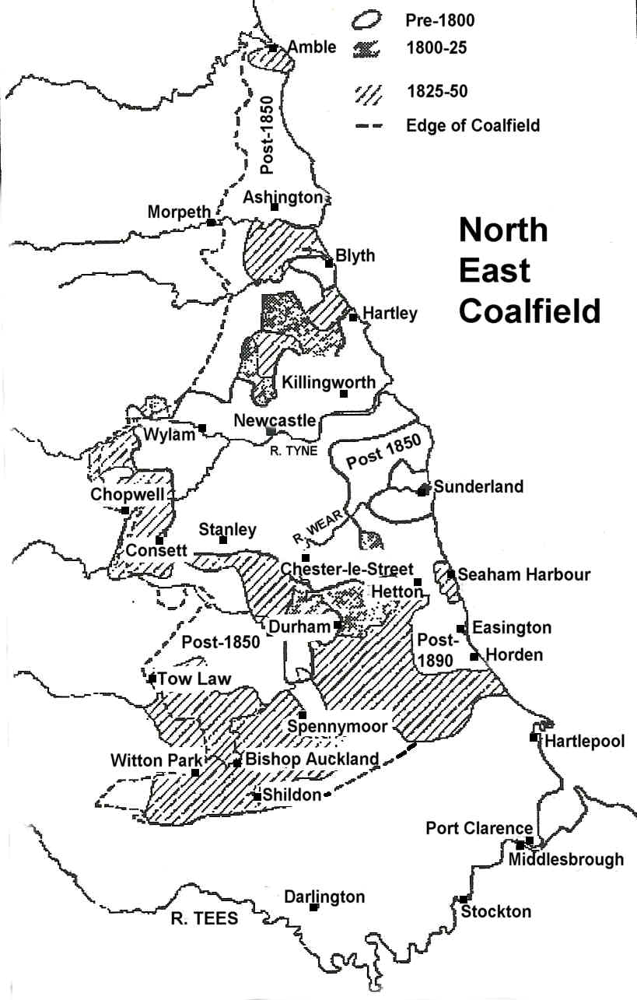 Pre-1800
Amble
1800-25
1825-50
Post-1850
Edge of Coalfield
Ashington
Morpeth
North
East
Coalfield
Blyth
Hartley
Killingworth
Newcastle
Wylam
R. TYNE
Post 1850
Chopwell
Sunderland
Stanley
R. WEAR
Consett
Chester-le-Street
Seaham Harbour
Hetton
Durham
Easington
Post-1850
Post-
1890
Horden
Tow Law
Spennymoor
Hartlepool
Witton Park
Bishop Auckland
Shildon
Port Clarence
Middlesbrough
Darlington
R. TEES
Stockton